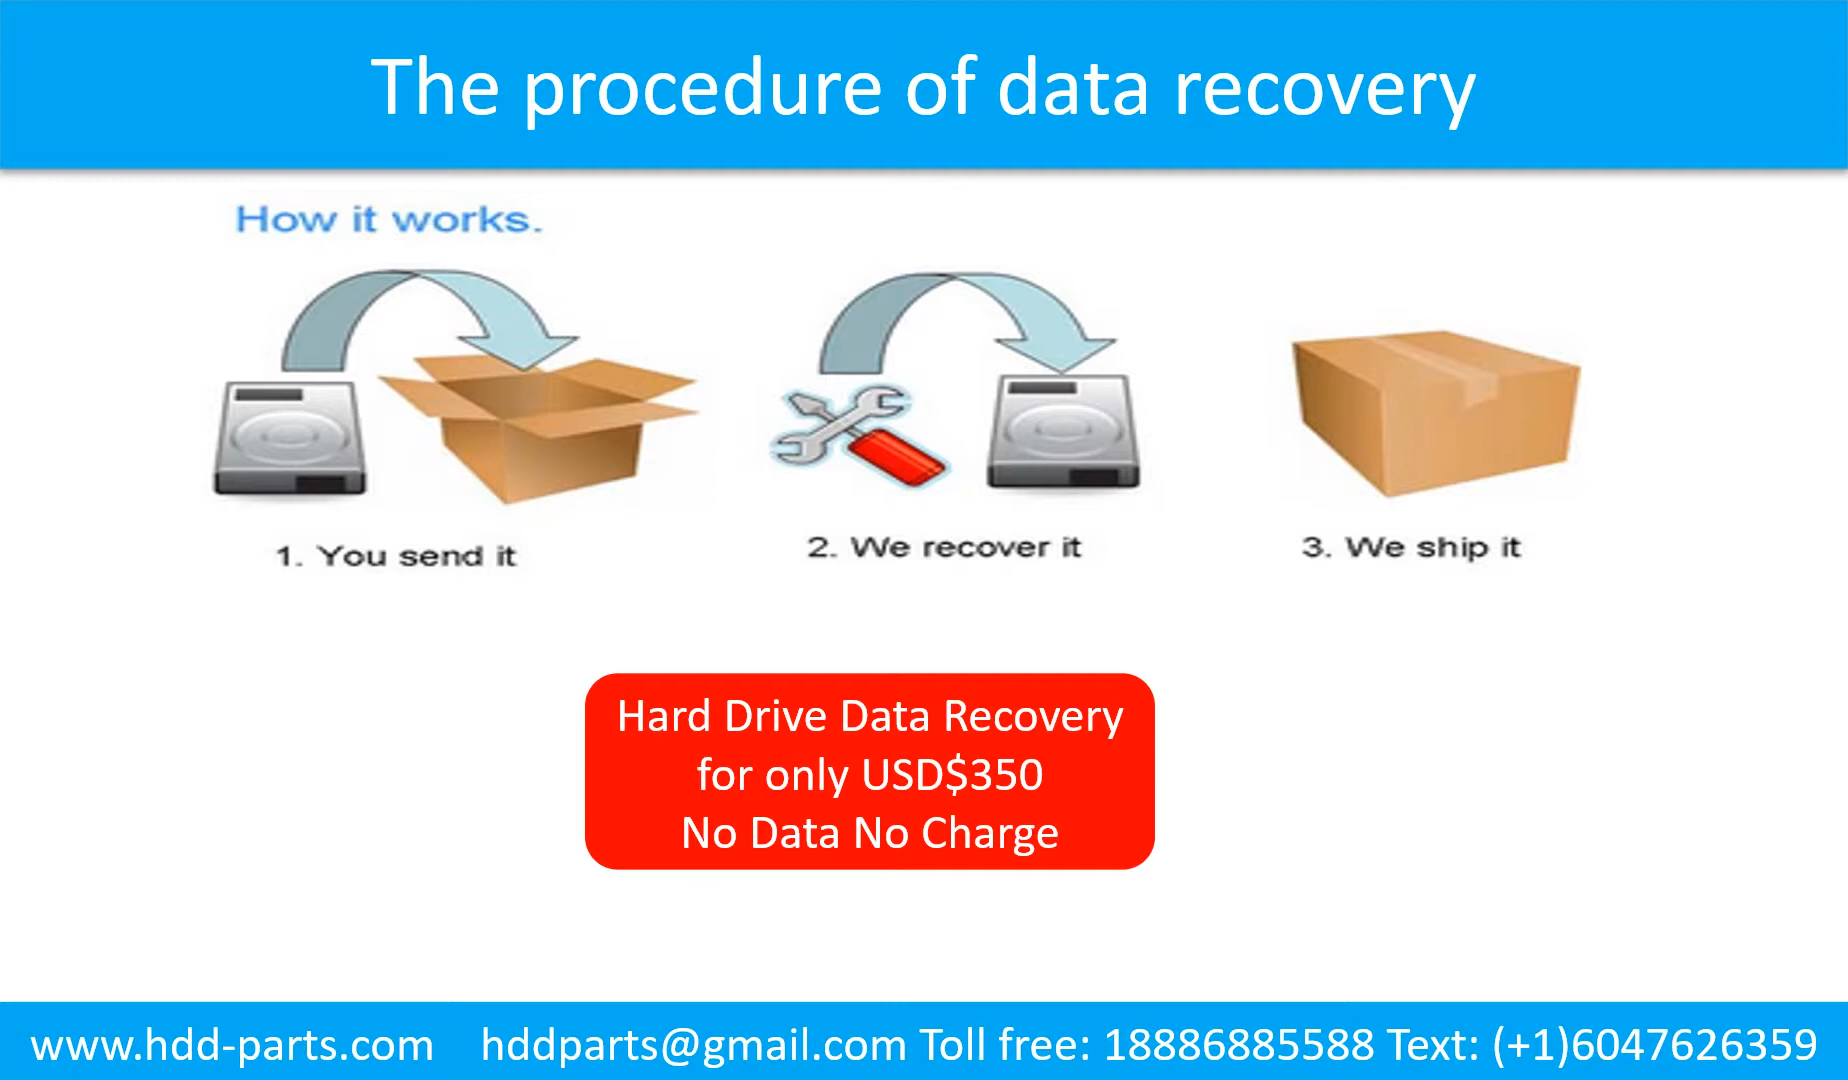 The procedure of data recovery
How it works.
1. You send it
2. We recover it
3. We ship it
Hard Drive Data Recovery
for only USD$350
No Data No Charge
www.hdd-parts.com hddparts@gmail.com Toll free: 18886885588 Text: (+1)6047626359